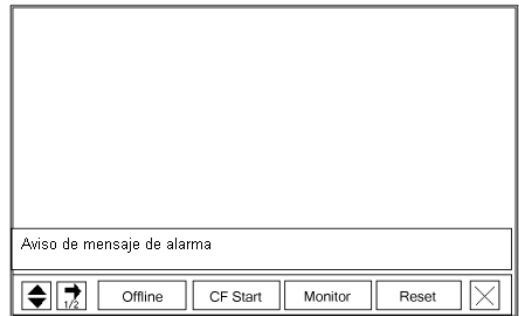 Aviso de mensaje de alarma
1/2 Offline CF Start Monitor Reset